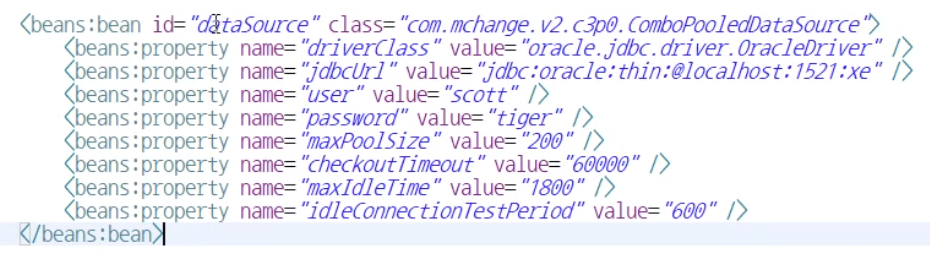 <beans:bean id="dataSource" class="com.mchange.v2.c3p0.ComboPooledDataSource">
<beans:property name="driverClass" value="oracle.jdbc.driver.OracleDriver" />
<beans:property name="jdbcUrl" value="jdbc:oracle:thin:@localhost:1521:xe" />
<beans:property name="user" value="scott" />
<beans:property name="password" value="tiger" />
<beans:property name="maxPoolSize" value="200" />
<beans:property name="checkoutTimeout" value="60000" />
<beans:property name="maxIdleTime" value="1800" />
<beans:property name="idleConnectionTestPeriod" value="600" />
</beans:bean>